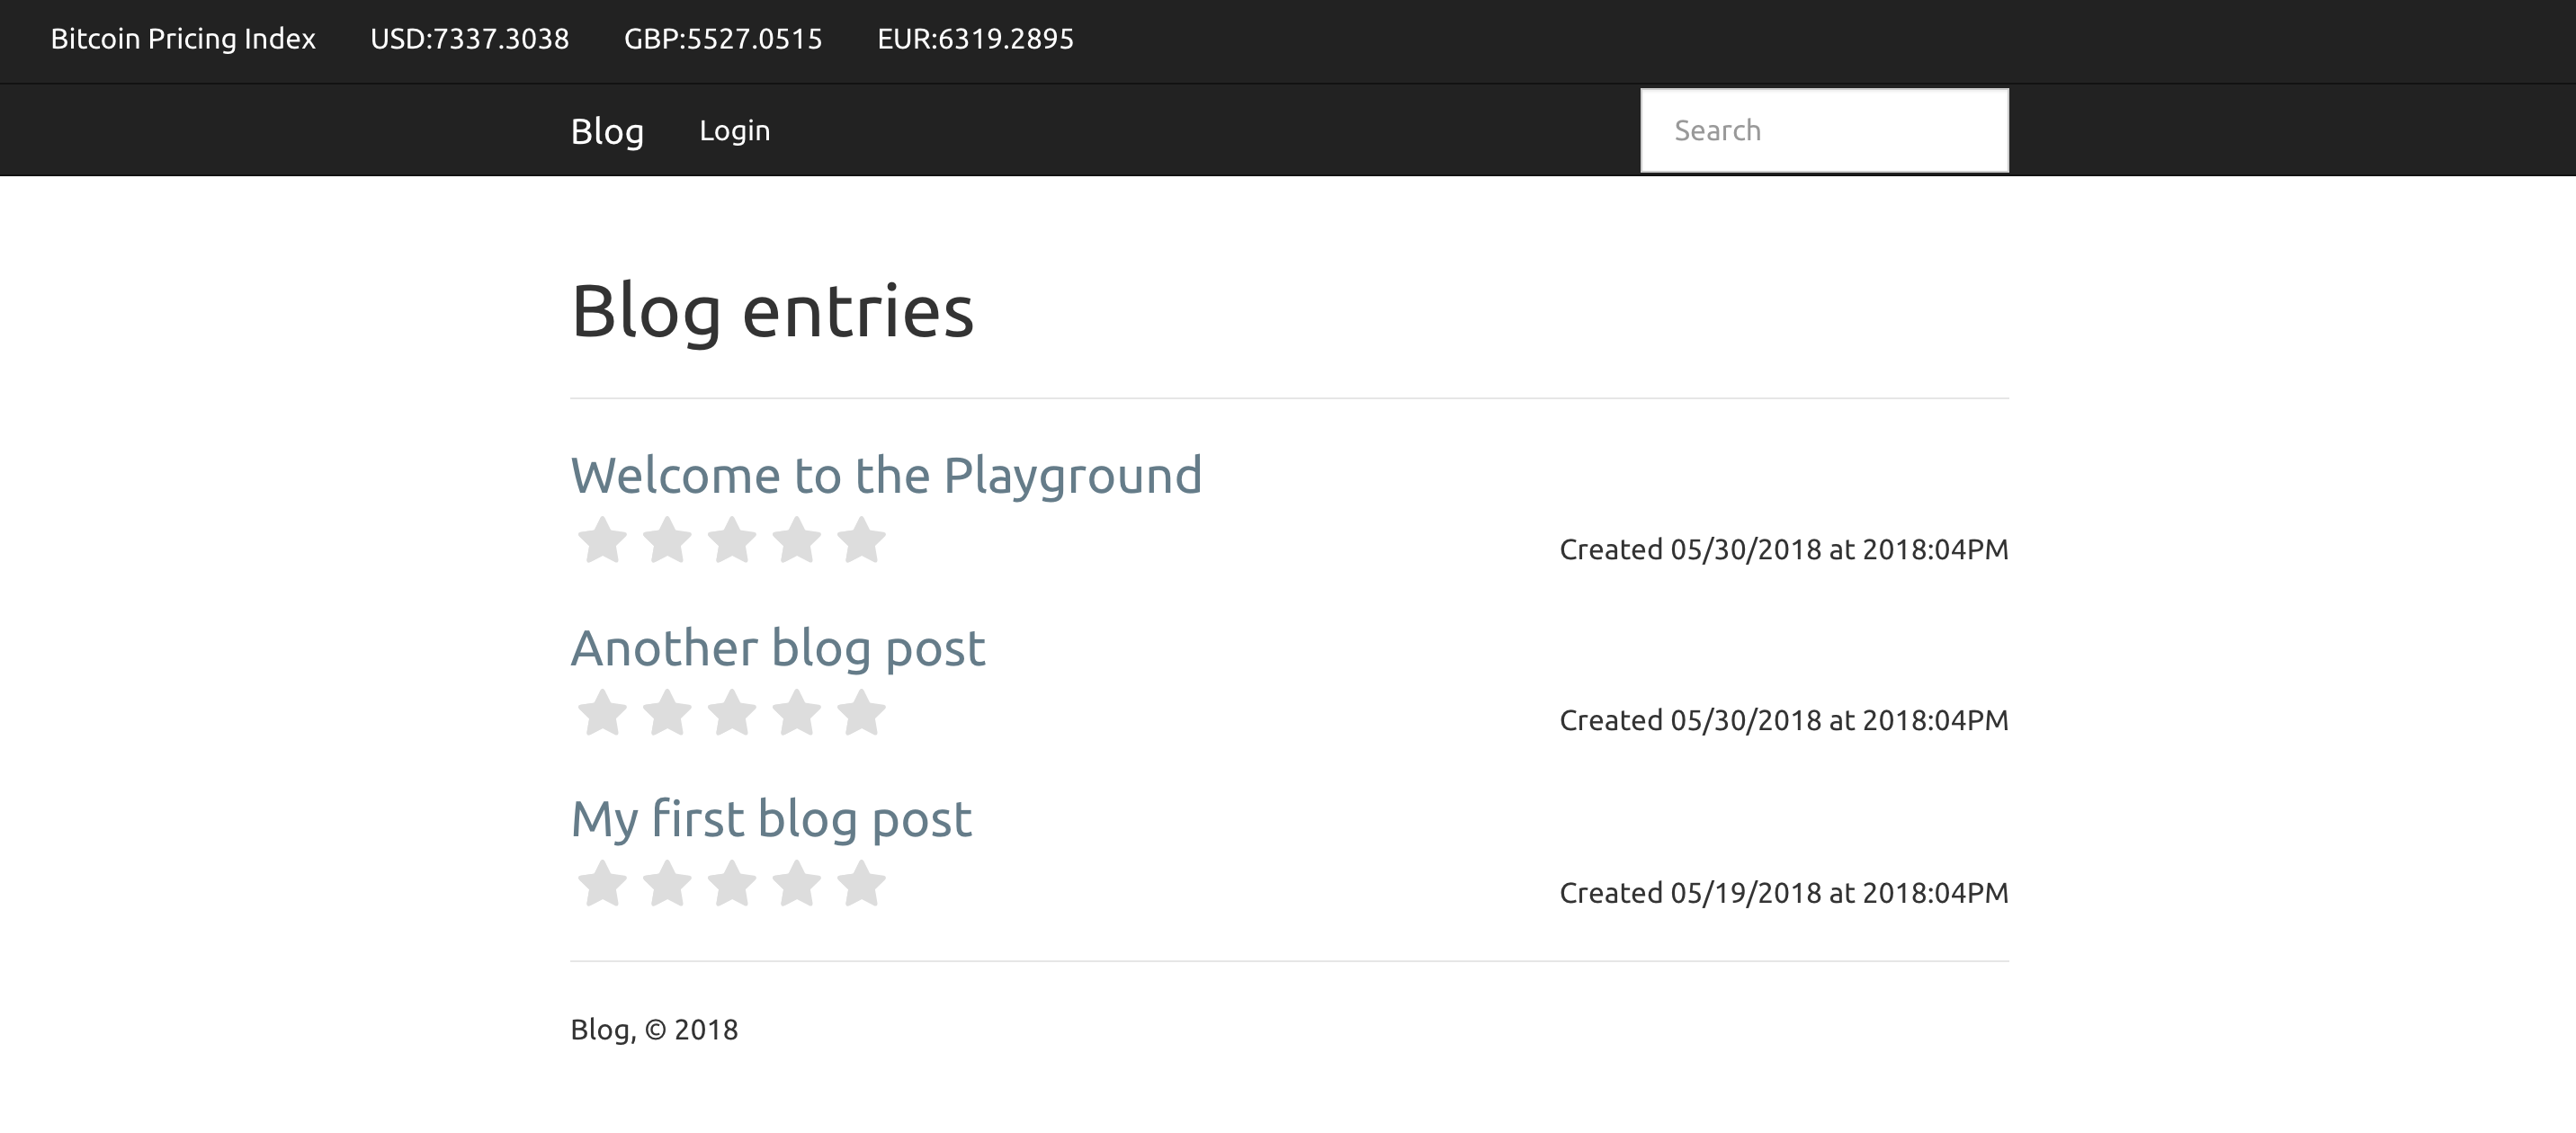 Bitcoin Pricing Index USD:7337.3038 GBP:5527.0515 EUR:6319.2895
Blog Login Search
Blog entries
Welcome to the Playground
Created 05/30/2018 at 2018:04PM
Another blog post
Created 05/30/2018 at 2018:04PM
My first blog post
Created 05/19/2018 at 2018:04PM
Blog, © 2018